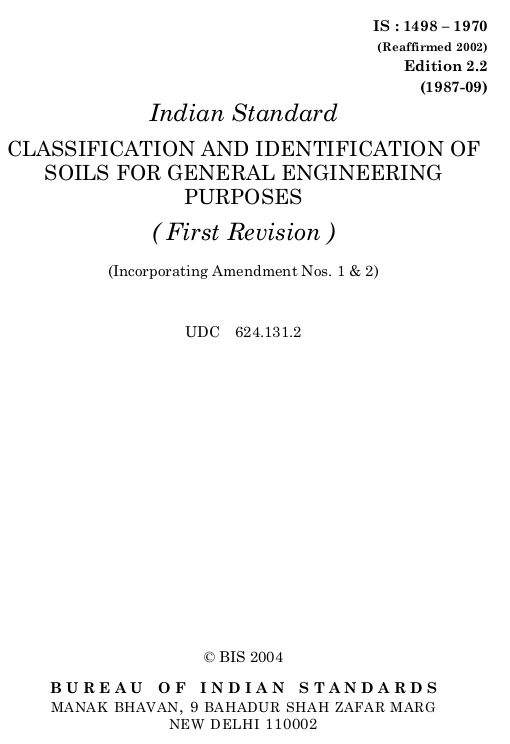 IS : 1498 – 1970
(Reaffirmed 2002)
Edition 2.2
(1987-09)
Indian Standard
CLASSIFICATION AND IDENTIFICATION OF
SOILS FOR GENERAL ENGINEERING
PURPOSES
( First Revision )
(Incorporating Amendment Nos. 1 & 2)
UDC 624.131.2
© BIS 2004
BUREAU OF INDIAN STANDARDS
MANAK BHAVAN, 9 BAHADUR SHAH ZAFAR MARG
NEW DELHI 110002